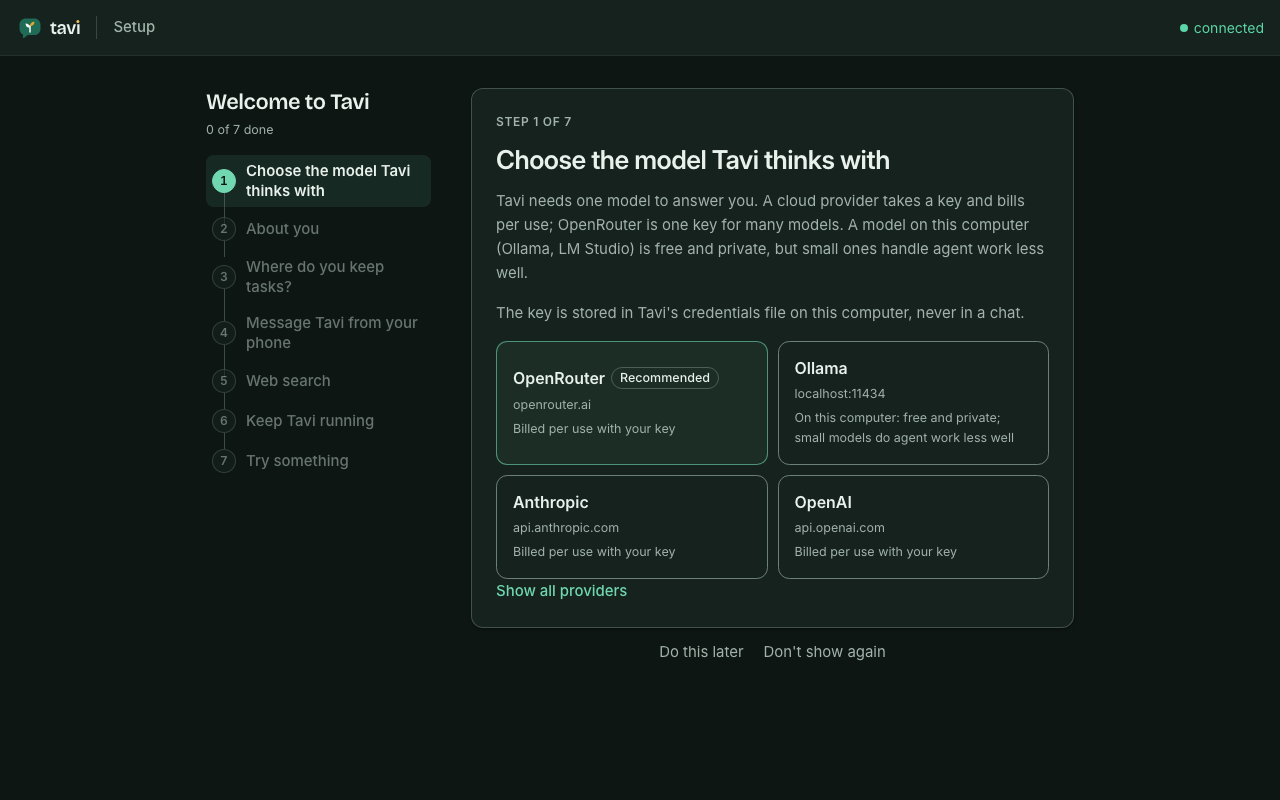 tavi
Setup
connected
Welcome to Tavi
0 of 7 done
1
Choose the model Tavi
thinks with
2
About you
3
Where do you keep
tasks?
4
Message Tavi from your
phone
5
Web search
6
Keep Tavi running
7
Try something
STEP 1 OF 7
Choose the model Tavi thinks with
Tavi needs one model to answer you. A cloud provider takes a key and bills
per use; OpenRouter is one key for many models. A model on this computer
(Ollama, LM Studio) is free and private, but small ones handle agent work less
well.
The key is stored in Tavi's credentials file on this computer, never in a chat.
OpenRouter Recommended
openrouter.ai
Billed per use with your key
Ollama
localhost:11434
On this computer: free and private;
small models do agent work less well
Anthropic
api.anthropic.com
Billed per use with your key
OpenAI
api.openai.com
Billed per use with your key
Show all providers
Do this later
Don't show again